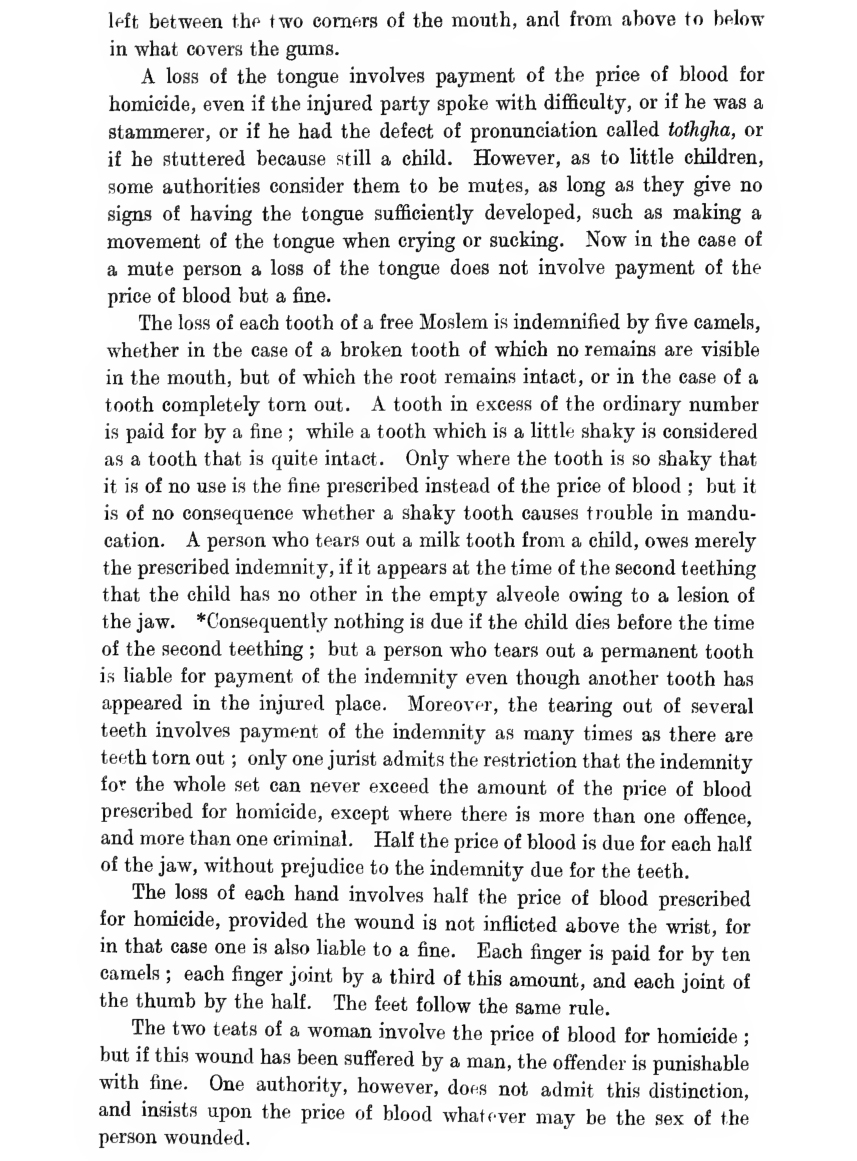 left between the two corners of the mouth, and from above to below
in what covers the gums.
A loss of the tongue involves payment of the price of blood for
homicide, even if the injured party spoke with difficulty, or if he was a
stammerer, or if he had the defect of pronunciation called tothgha, or
if he stuttered because still a child. However, as to little children,
some authorities consider them to be mutes, as long as they give no
signs of having the tongue sufficiently developed, such as making a
movement of the tongue when crying or sucking. Now in the case of
a mute person a loss of the tongue does not involve payment of the
price of blood but a fine.
The loss of each tooth of a free Moslem is indemnified by five camels,
whether in the case of a broken tooth of which no remains are visible
in the mouth, but of which the root remains intact, or in the case of a
tooth completely torn out. A tooth in excess of the ordinary number
is paid for by a fine ; while a tooth which is a little shaky is considered
as a tooth that is quite intact. Only where the tooth is so shaky that
it is of no use is the fine prescribed instead of the price of blood ; but it
is of no consequence whether a shaky tooth causes trouble in mandu-
cation. A person who tears out a milk tooth from a child, owes merely
the prescribed indemnity, if it appears at the time of the second teething
that the child has no other in the empty alveole owing to a lesion of
the jaw. *Consequently nothing is due if the child dies before the time
of the second teething ; but a person who tears out a permanent tooth
is liable for payment of the indemnity even though another tooth has
appeared in the injured place. Moreover, the tearing out of several
teeth involves payment of the indemnity as many times as there are
teeth torn out ; only one jurist admits the restriction that the indemnity
for the whole set can never exceed the amount of the price of blood
prescribed for homicide, except where there is more than one offence,
and more than one criminal. Half the price of blood is due for each half
of the jaw, without prejudice to the indemnity due for the teeth.
The loss of each hand involves half the price of blood prescribed
for homicide, provided the wound is not inflicted above the wrist, for
in that case one is also liable to a fine. Each finger is paid for by ten
camels ; each finger joint by a third of this amount, and each joint of
the thumb by the half. The feet follow the same rule.
The two teats of a woman involve the price of blood for homicide ;
but if this wound has been suffered by a man, the offender is punishable
with fine. One authority, however, does not admit this distinction,
and insists upon the price of blood whatever may be the sex of the
person wounded.